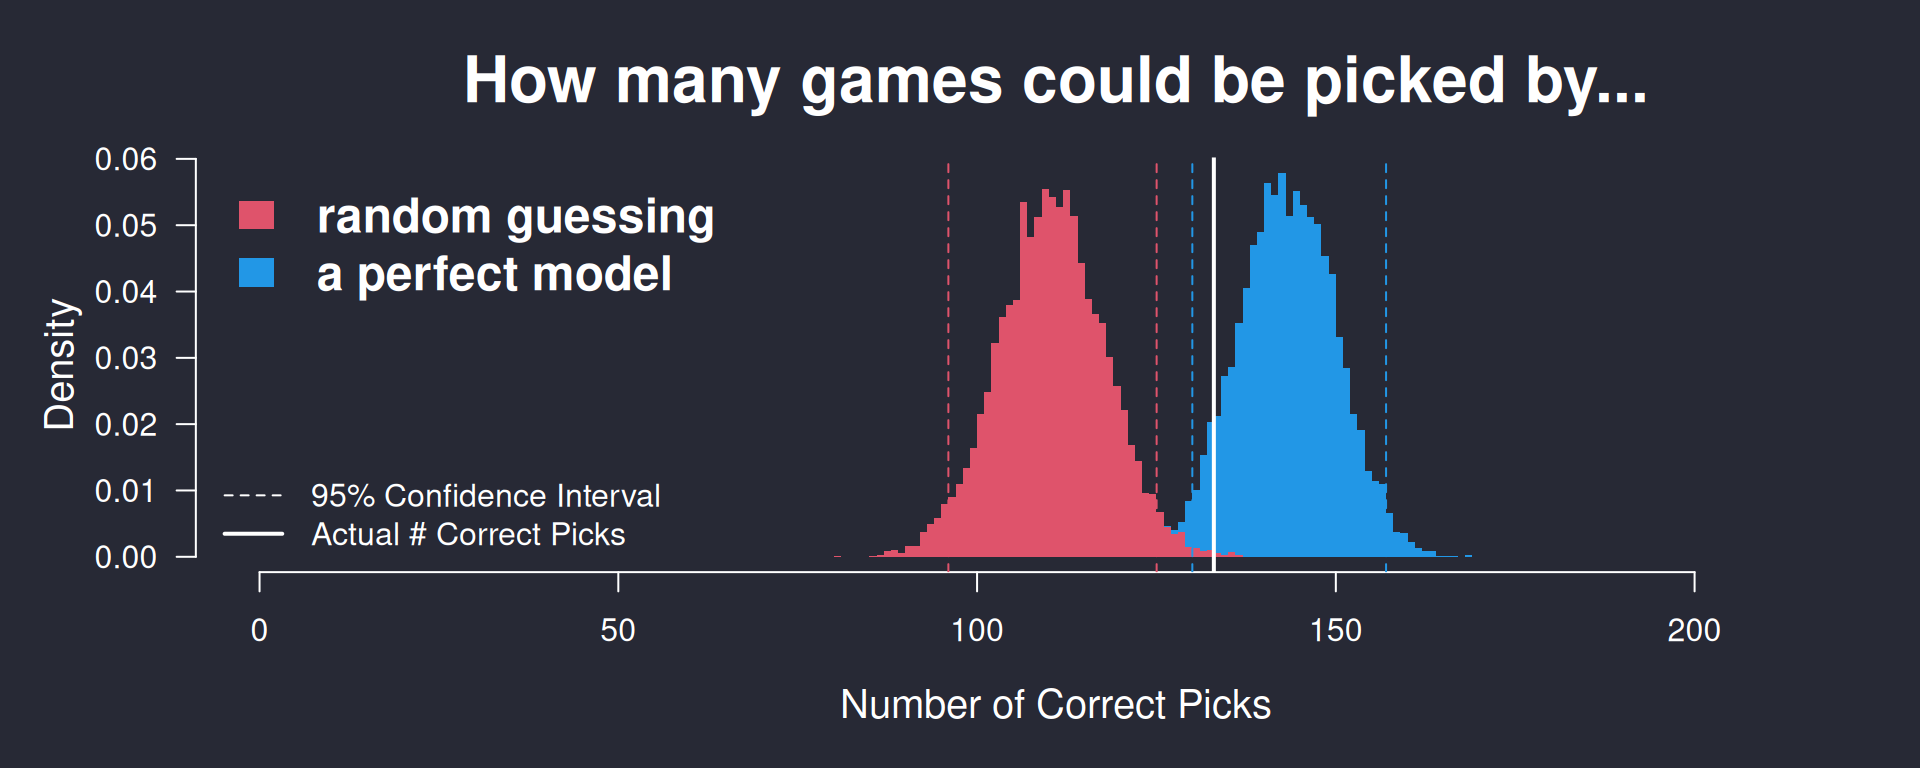 How many games could be picked by...
random guessing
a perfect model
95% Confidence Interval
Actual # Correct Picks
Density
0.06
0.05
0.04
0.03
0.02
0.01
0.00
0 50 100 150 200
Number of Correct Picks